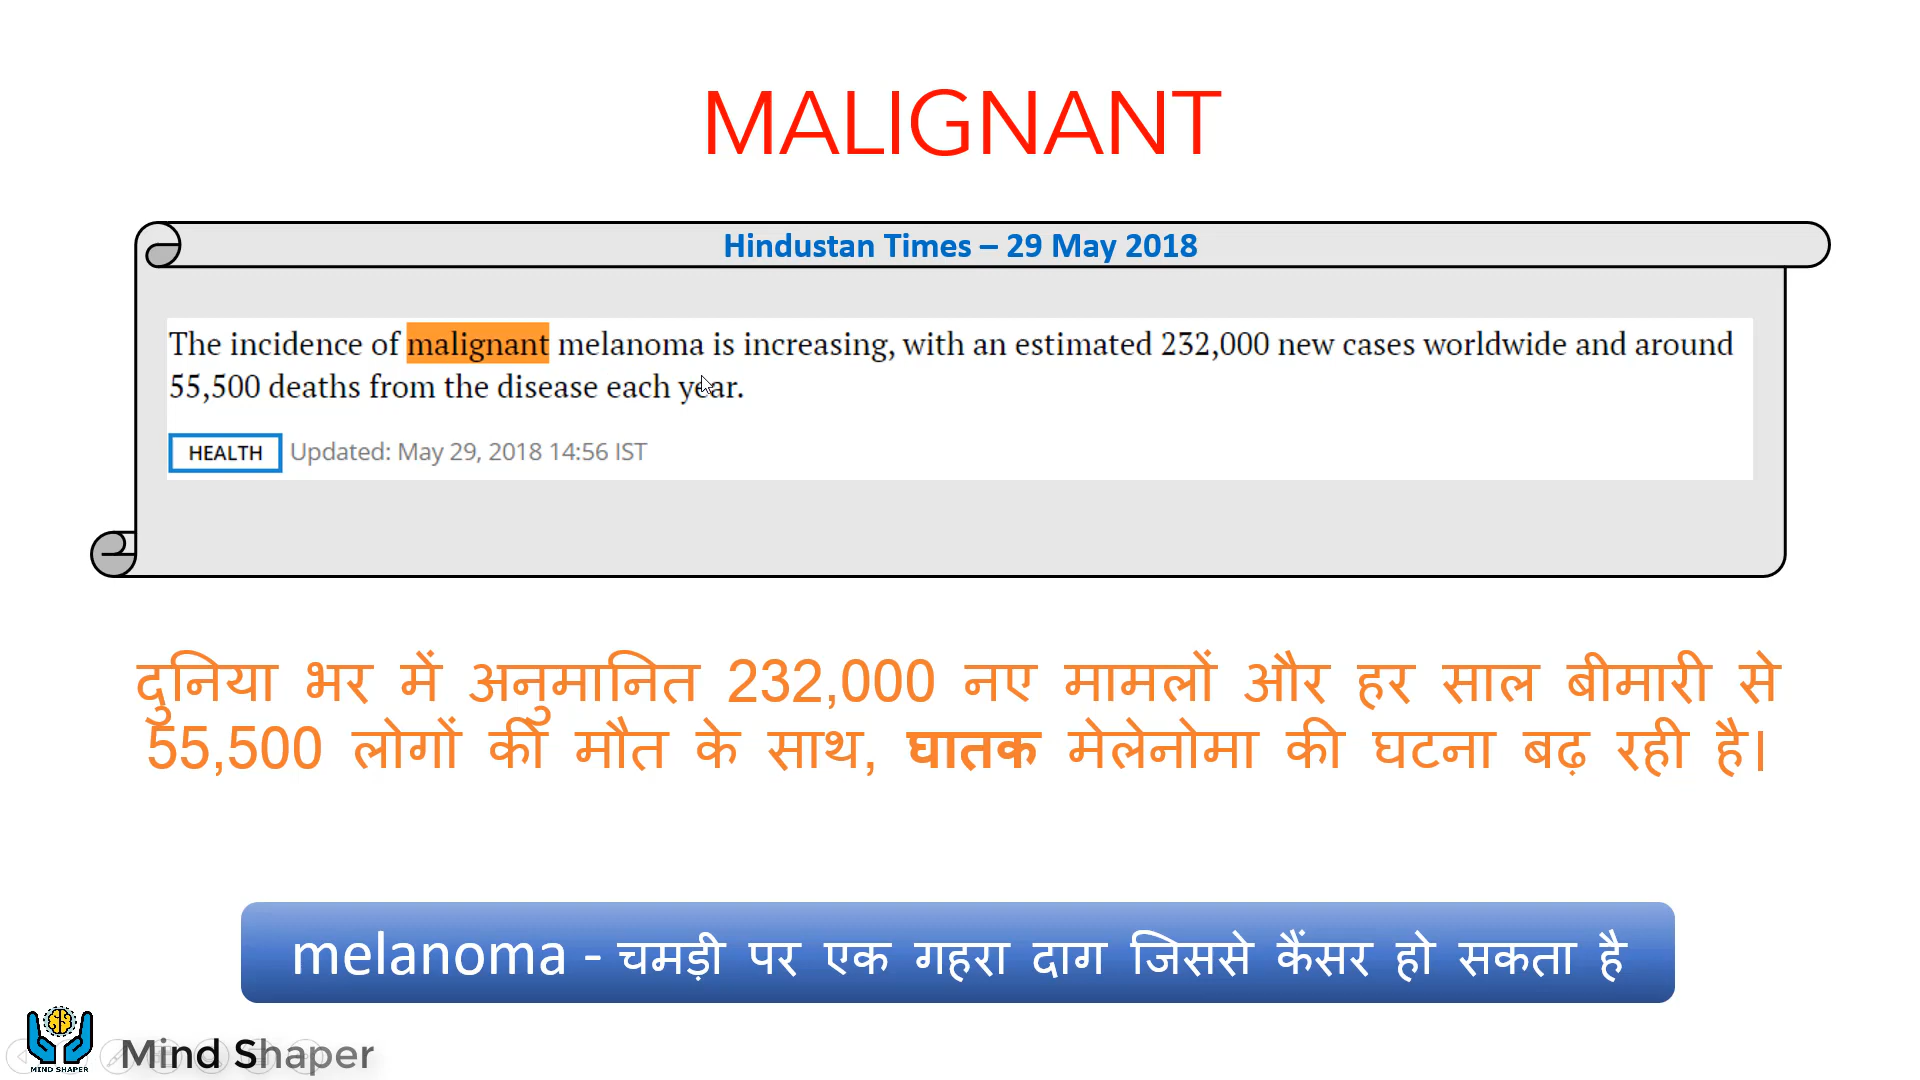 MALIGNANT
Hindustan Times – 29 May 2018
The incidence of malignant melanoma is increasing, with an estimated 232,000 new cases worldwide and around
55,500 deaths from the disease each year.
HEALTH Updated: May 29, 2018 14:56 IST
दुनिया भर में अनुमानित 232,000 नए मामलों और हर साल बीमारी से
55,500 लोगों की मौत के साथ, घातक मेलेनोमा की घटना बढ़ रही है।
melanoma - चमड़ी पर एक गहरा दाग जिससे कैंसर हो सकता है
MIND SHAPER
Mind Shaper